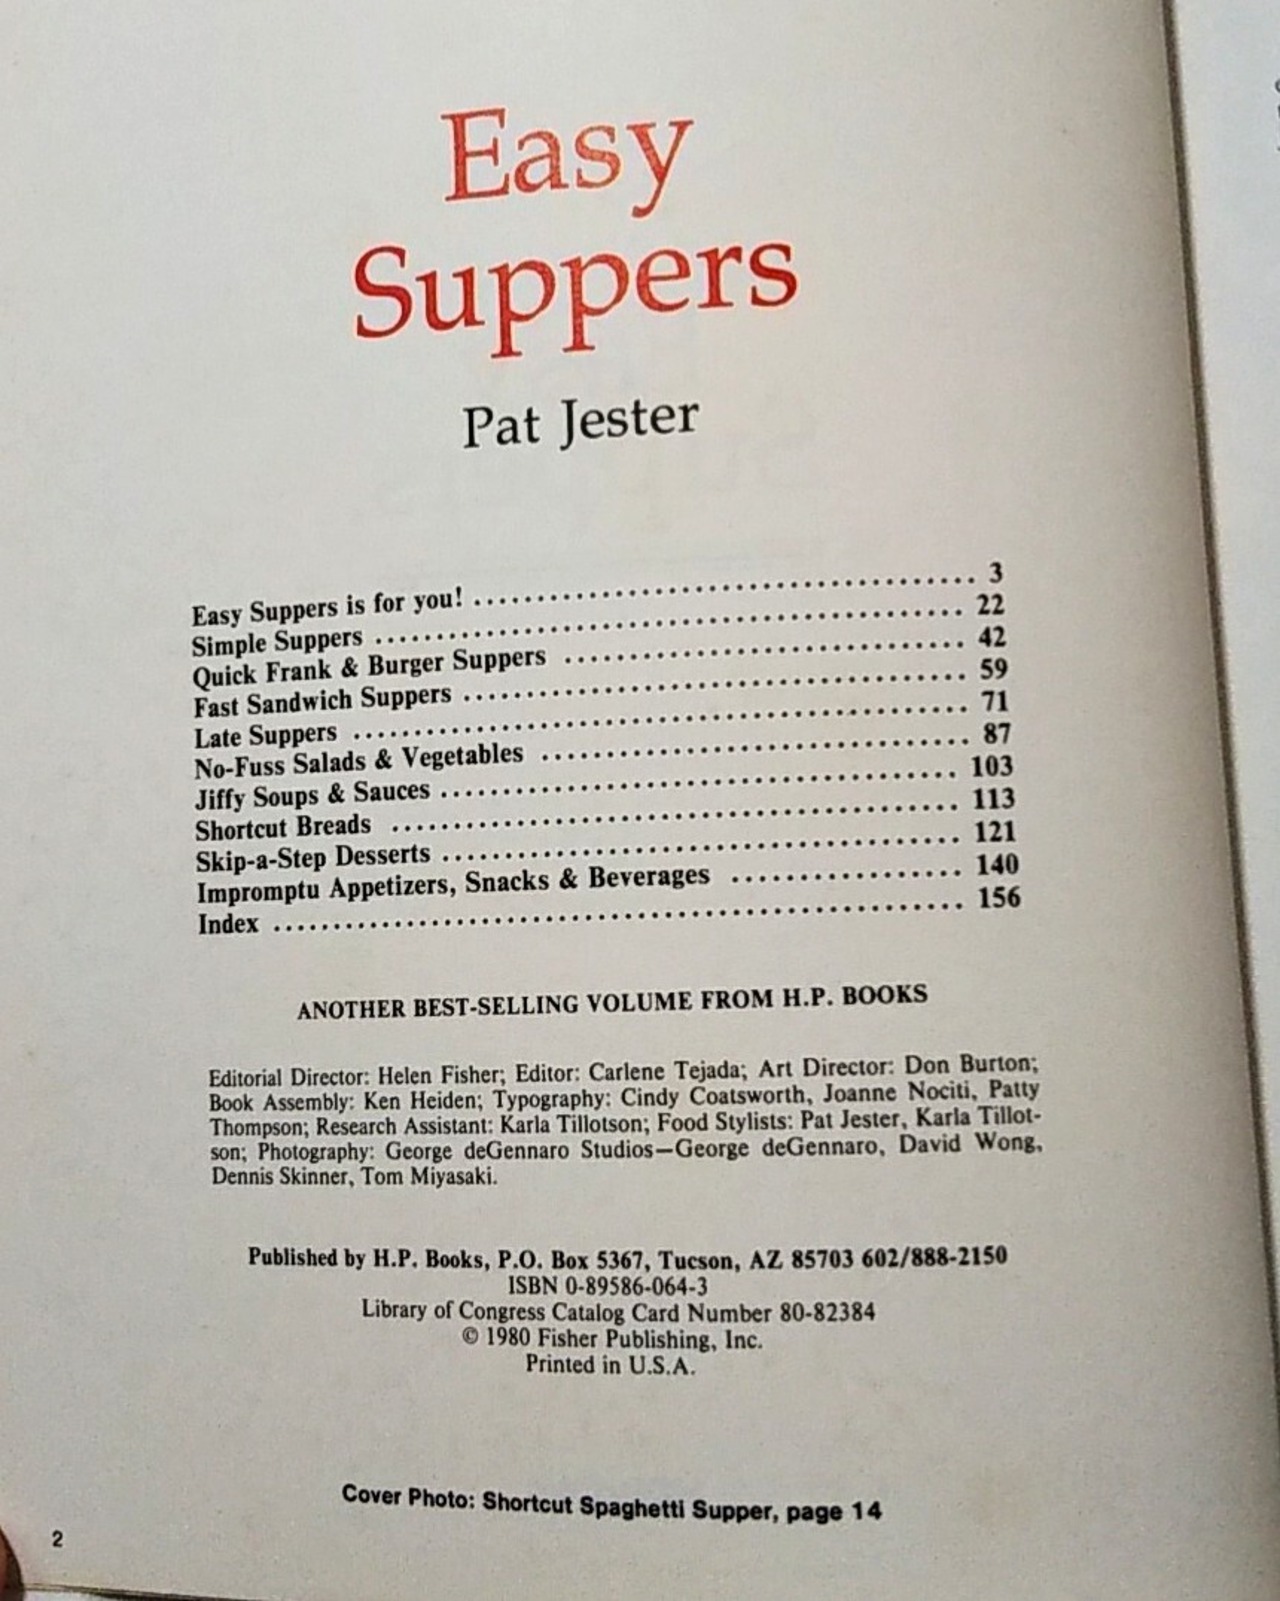 Easy
Suppers
Pat Jester
Easy Suppers is for you! ........................................ 3
Simple Suppers ................................................ 22
Quick Frank & Burger Suppers ................................ 42
Fast Sandwich Suppers ........................................ 59
Late Suppers .................................................. 71
No-Fuss Salads & Vegetables .................................. 87
Jiffy Soups & Sauces .......................................... 103
Shortcut Breads .............................................. 113
Skip-a-Step Desserts .......................................... 121
Impromptu Appetizers, Snacks & Beverages ................. 140
Index ........................................................ 156
ANOTHER BEST-SELLING VOLUME FROM H.P. BOOKS
Editorial Director: Helen Fisher; Editor: Carlene Tejada; Art Director: Don Burton;
Book Assembly: Ken Heiden; Typography: Cindy Coatsworth, Joanne Nociti, Patty
Thompson; Research Assistant: Karla Tillotson; Food Stylists: Pat Jester, Karla Tillot-
son; Photography: George deGennaro Studios—George deGennaro, David Wong,
Dennis Skinner, Tom Miyasaki.
Published by H.P. Books, P.O. Box 5367, Tucson, AZ 85703 602/888-2150
ISBN 0-89586-064-3
Library of Congress Catalog Card Number 80-82384
© 1980 Fisher Publishing, Inc.
Printed in U.S.A.
Cover Photo: Shortcut Spaghetti Supper, page 14
2